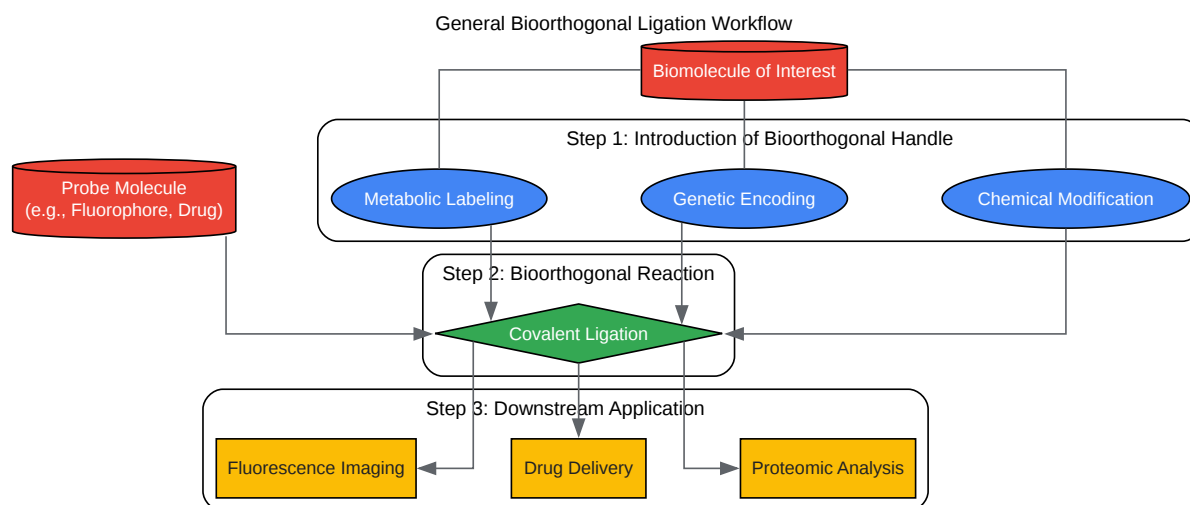 General Bioorthogonal Ligation Workflow
Biomolecule of Interest
Step 1: Introduction of Bioorthogonal Handle
Probe Molecule
(e.g., Fluorophore, Drug)
Metabolic Labeling
Genetic Encoding
Chemical Modification
Step 2: Bioorthogonal Reaction
Covalent Ligation
Step 3: Downstream Application
Fluorescence Imaging
Drug Delivery
Proteomic Analysis